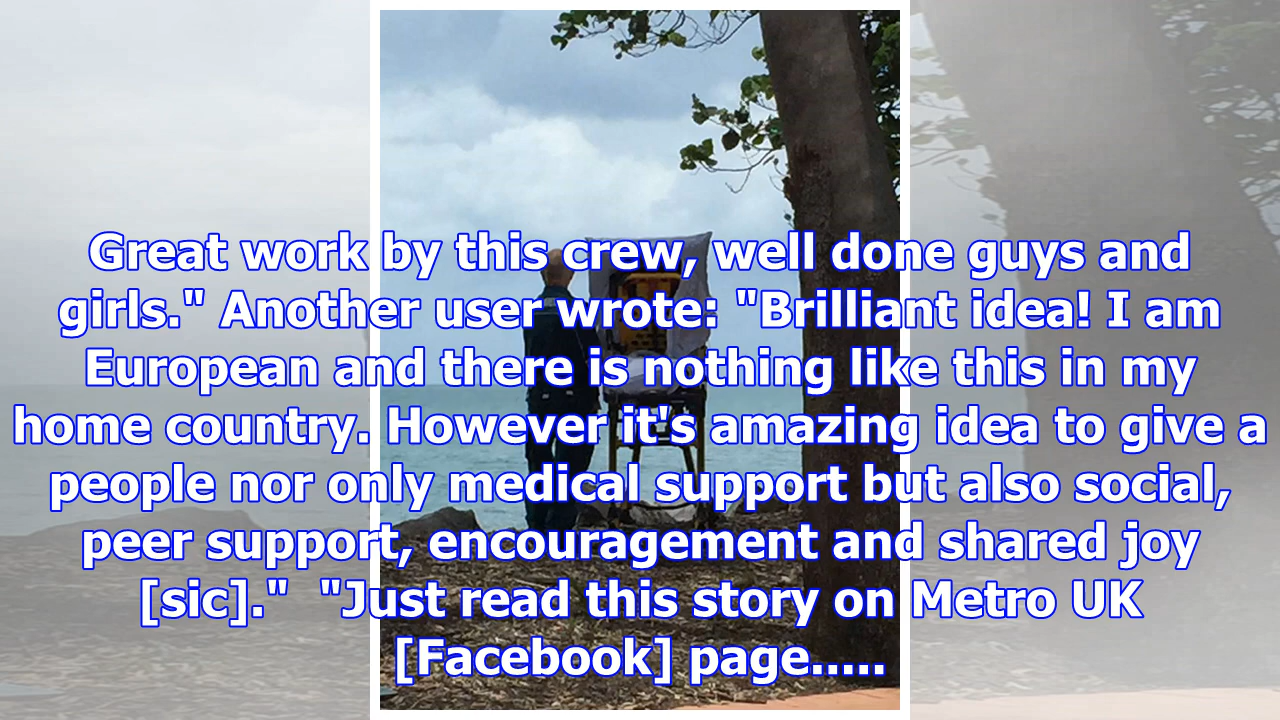 Great work by this crew, well done guys and
girls." Another user wrote: "Brilliant idea! I am
European and there is nothing like this in my
home country. However it's amazing idea to give a
people nor only medical support but also social,
peer support, encouragement and shared joy
[sic]."  "Just read this story on Metro UK
[Facebook] page.....